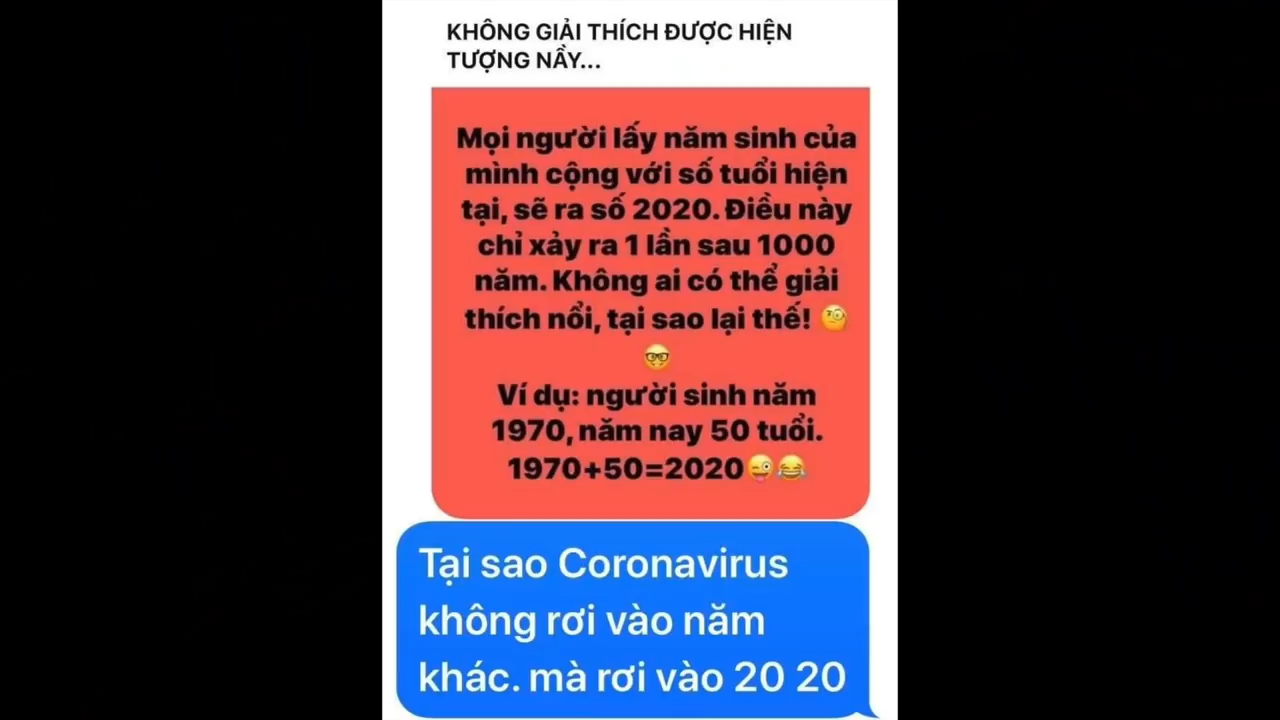 KHÔNG GIẢI THÍCH ĐƯỢC HIỆN
TƯỢNG NẦY...
Mọi người lấy năm sinh của
mình cộng với số tuổi hiện
tại, sẽ ra số 2020. Điều này
chỉ xảy ra 1 lần sau 1000
năm. Không ai có thể giải
thích nổi, tại sao lại thế! 🧐
🤓
Ví dụ: người sinh năm
1970, năm nay 50 tuổi.
1970+50=2020😜😂
Tại sao Coronavirus
không rơi vào năm
khác. mà rơi vào 20 20